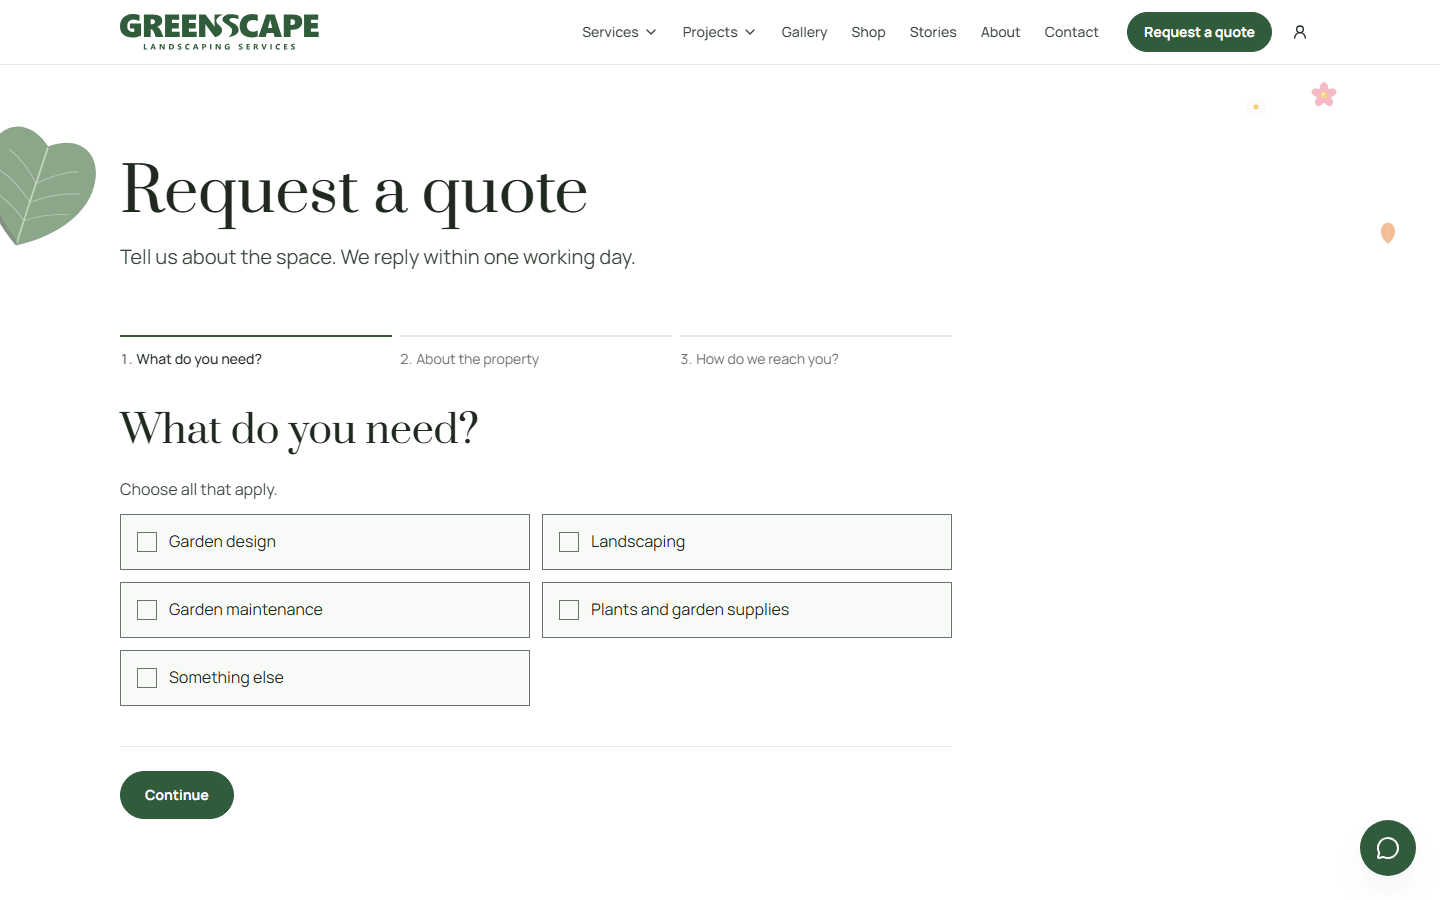 GREENSCAPE
LANDSCAPING SERVICES
Services
Projects
Gallery
Shop
Stories
About
Contact
Request a quote
Request a quote
Tell us about the space. We reply within one working day.
1. What do you need?
2. About the property
3. How do we reach you?
What do you need?
Choose all that apply.
Garden design
Landscaping
Garden maintenance
Plants and garden supplies
Something else
Continue